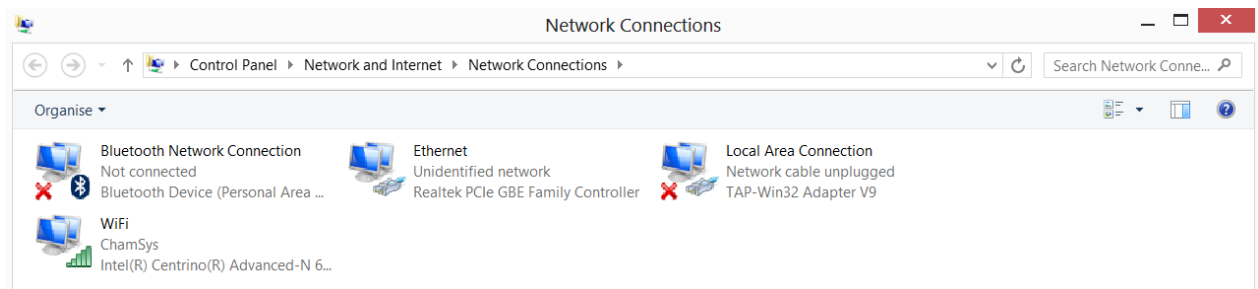 Network Connections
Control Panel Network and Internet Network Connections
Search Network Conne...
Organise
Bluetooth Network Connection
Not connected
Bluetooth Device (Personal Area ...
Ethernet
Unidentified network
Realtek PCIe GBE Family Controller
Local Area Connection
Network cable unplugged
TAP-Win32 Adapter V9
WiFi
ChamSys
Intel(R) Centrino(R) Advanced-N 6...